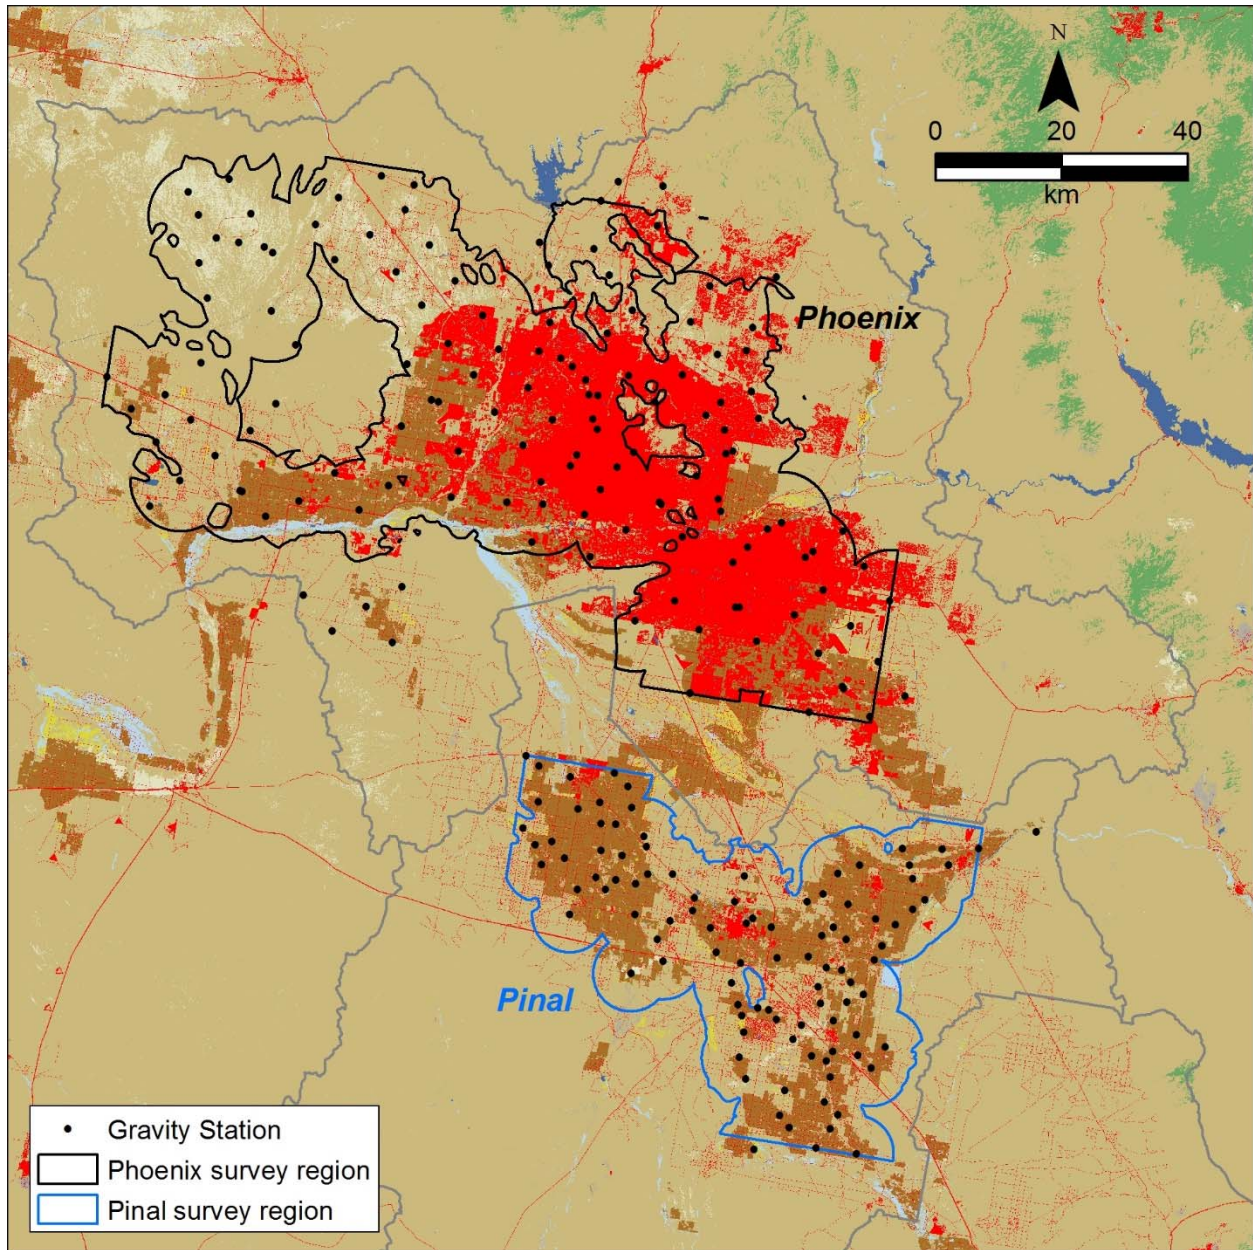 N
0 20 40
km
Phoenix
Pinal
Gravity Station
Phoenix survey region
Pinal survey region